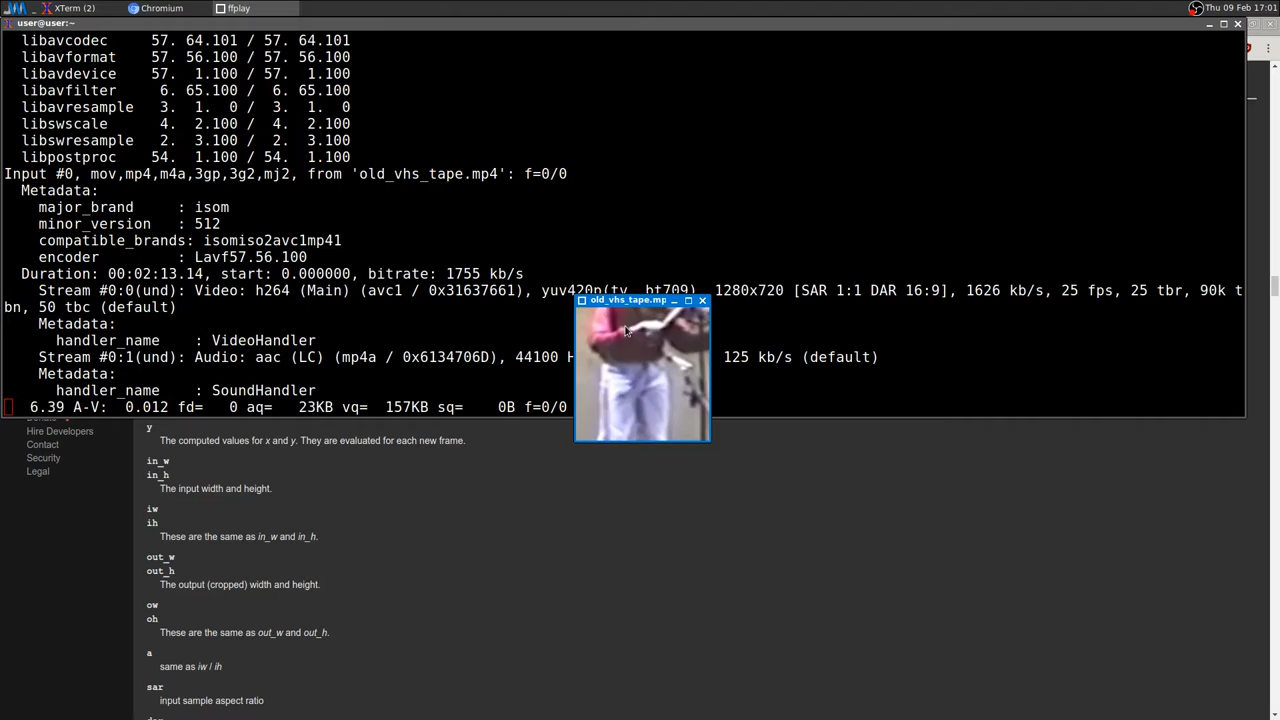 XTerm (2) Chromium ffplay Thu 09 Feb 17:01
user@user:~
libavcodec 57. 64.101 / 57. 64.101
libavformat 57. 56.100 / 57. 56.100
libavdevice 57. 1.100 / 57. 1.100
libavfilter 6. 65.100 / 6. 65.100
libavresample 3. 1. 0 / 3. 1. 0
libswscale 4. 2.100 / 4. 2.100
libswresample 2. 3.100 / 2. 3.100
libpostproc 54. 1.100 / 54. 1.100
Input #0, mov,mp4,m4a,3gp,3g2,mj2, from 'old_vhs_tape.mp4': f=0/0
Metadata:
major_brand : isom
minor_version : 512
compatible_brands: isomiso2avc1mp41
encoder : Lavf57.56.100
Duration: 00:02:13.14, start: 0.000000, bitrate: 1755 kb/s
Stream #0:0(und): Video: h264 (Main) (avc1 / 0x31637661), yuv420p(tv, bt709), 1280x720 [SAR 1:1 DAR 16:9], 1626 kb/s, 25 fps, 25 tbr, 90k t
bn, 50 tbc (default)
old_vhs_tape.mp
Metadata:
handler_name : VideoHandler
Stream #0:1(und): Audio: aac (LC) (mp4a / 0x6134706D), 44100 H 125 kb/s (default)
Metadata:
handler_name : SoundHandler
6.39 A-V: 0.012 fd= 0 aq= 23KB vq= 157KB sq= 0B f=0/0
Hire Developers
Contact
Security
Legal
y
The computed values for x and y. They are evaluated for each new frame.
in_w
in_h
The input width and height.
iw
ih
These are the same as in_w and in_h.
out_w
out_h
The output (cropped) width and height.
ow
oh
These are the same as out_w and out_h.
a
same as iw / ih
sar
input sample aspect ratio